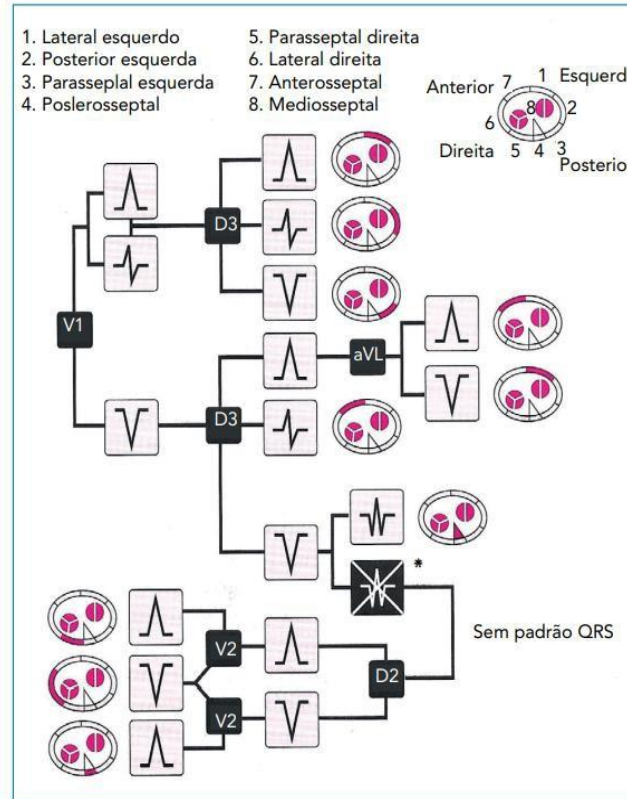 1. Lateral esquerdo
2. Posterior esquerda
3. Parasseplal esquerda
4. Poslerosseptal
5. Parasseptal direita
6. Lateral direita
7. Anterosseptal
8. Mediosseptal
Anterior 7 1 Esquerd
6 8 2
Direita 5 4 3
Posterio
D3
V1
aVL
D3
*
Sem padrão QRS
V2
D2
V2